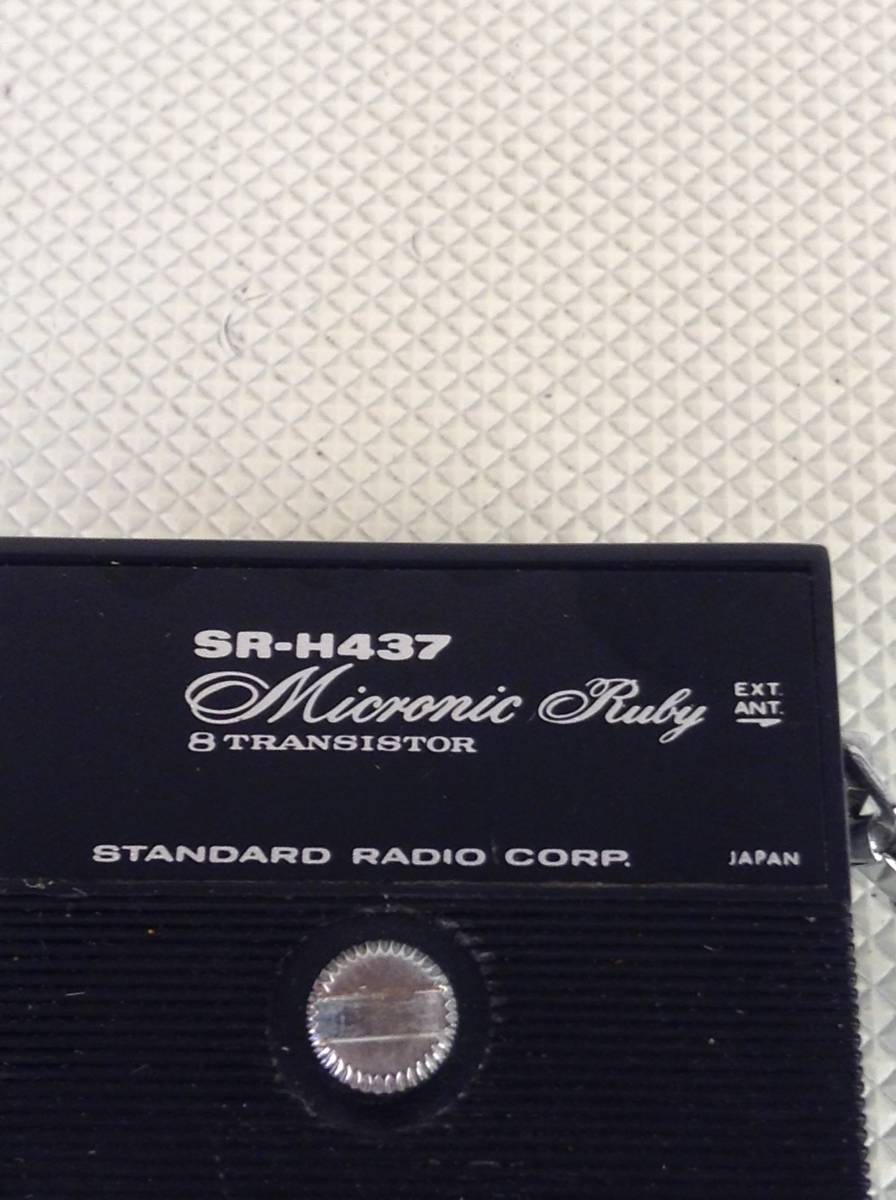 SR-H437
Micronic Ruby
8 TRANSISTOR
EXT.
ANT.
STANDARD RADIO CORP.
JAPAN